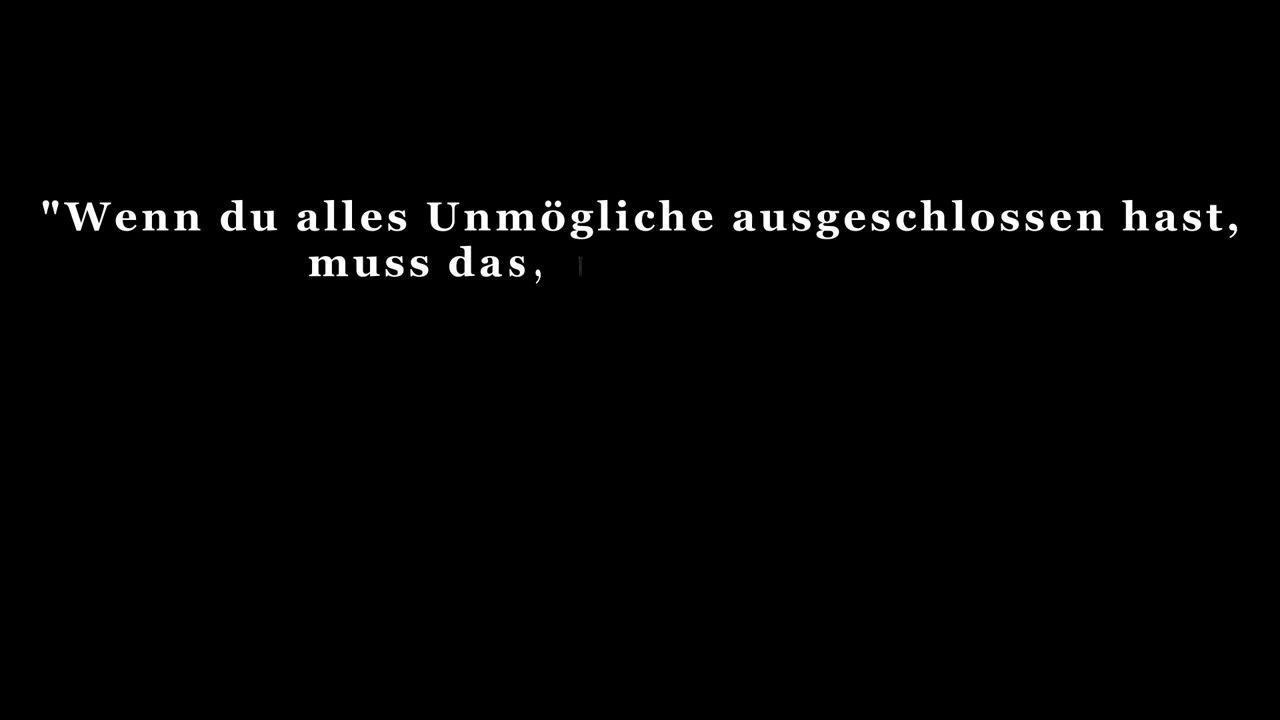 "Wenn du alles Unmögliche ausgeschlossen hast,
muss das,